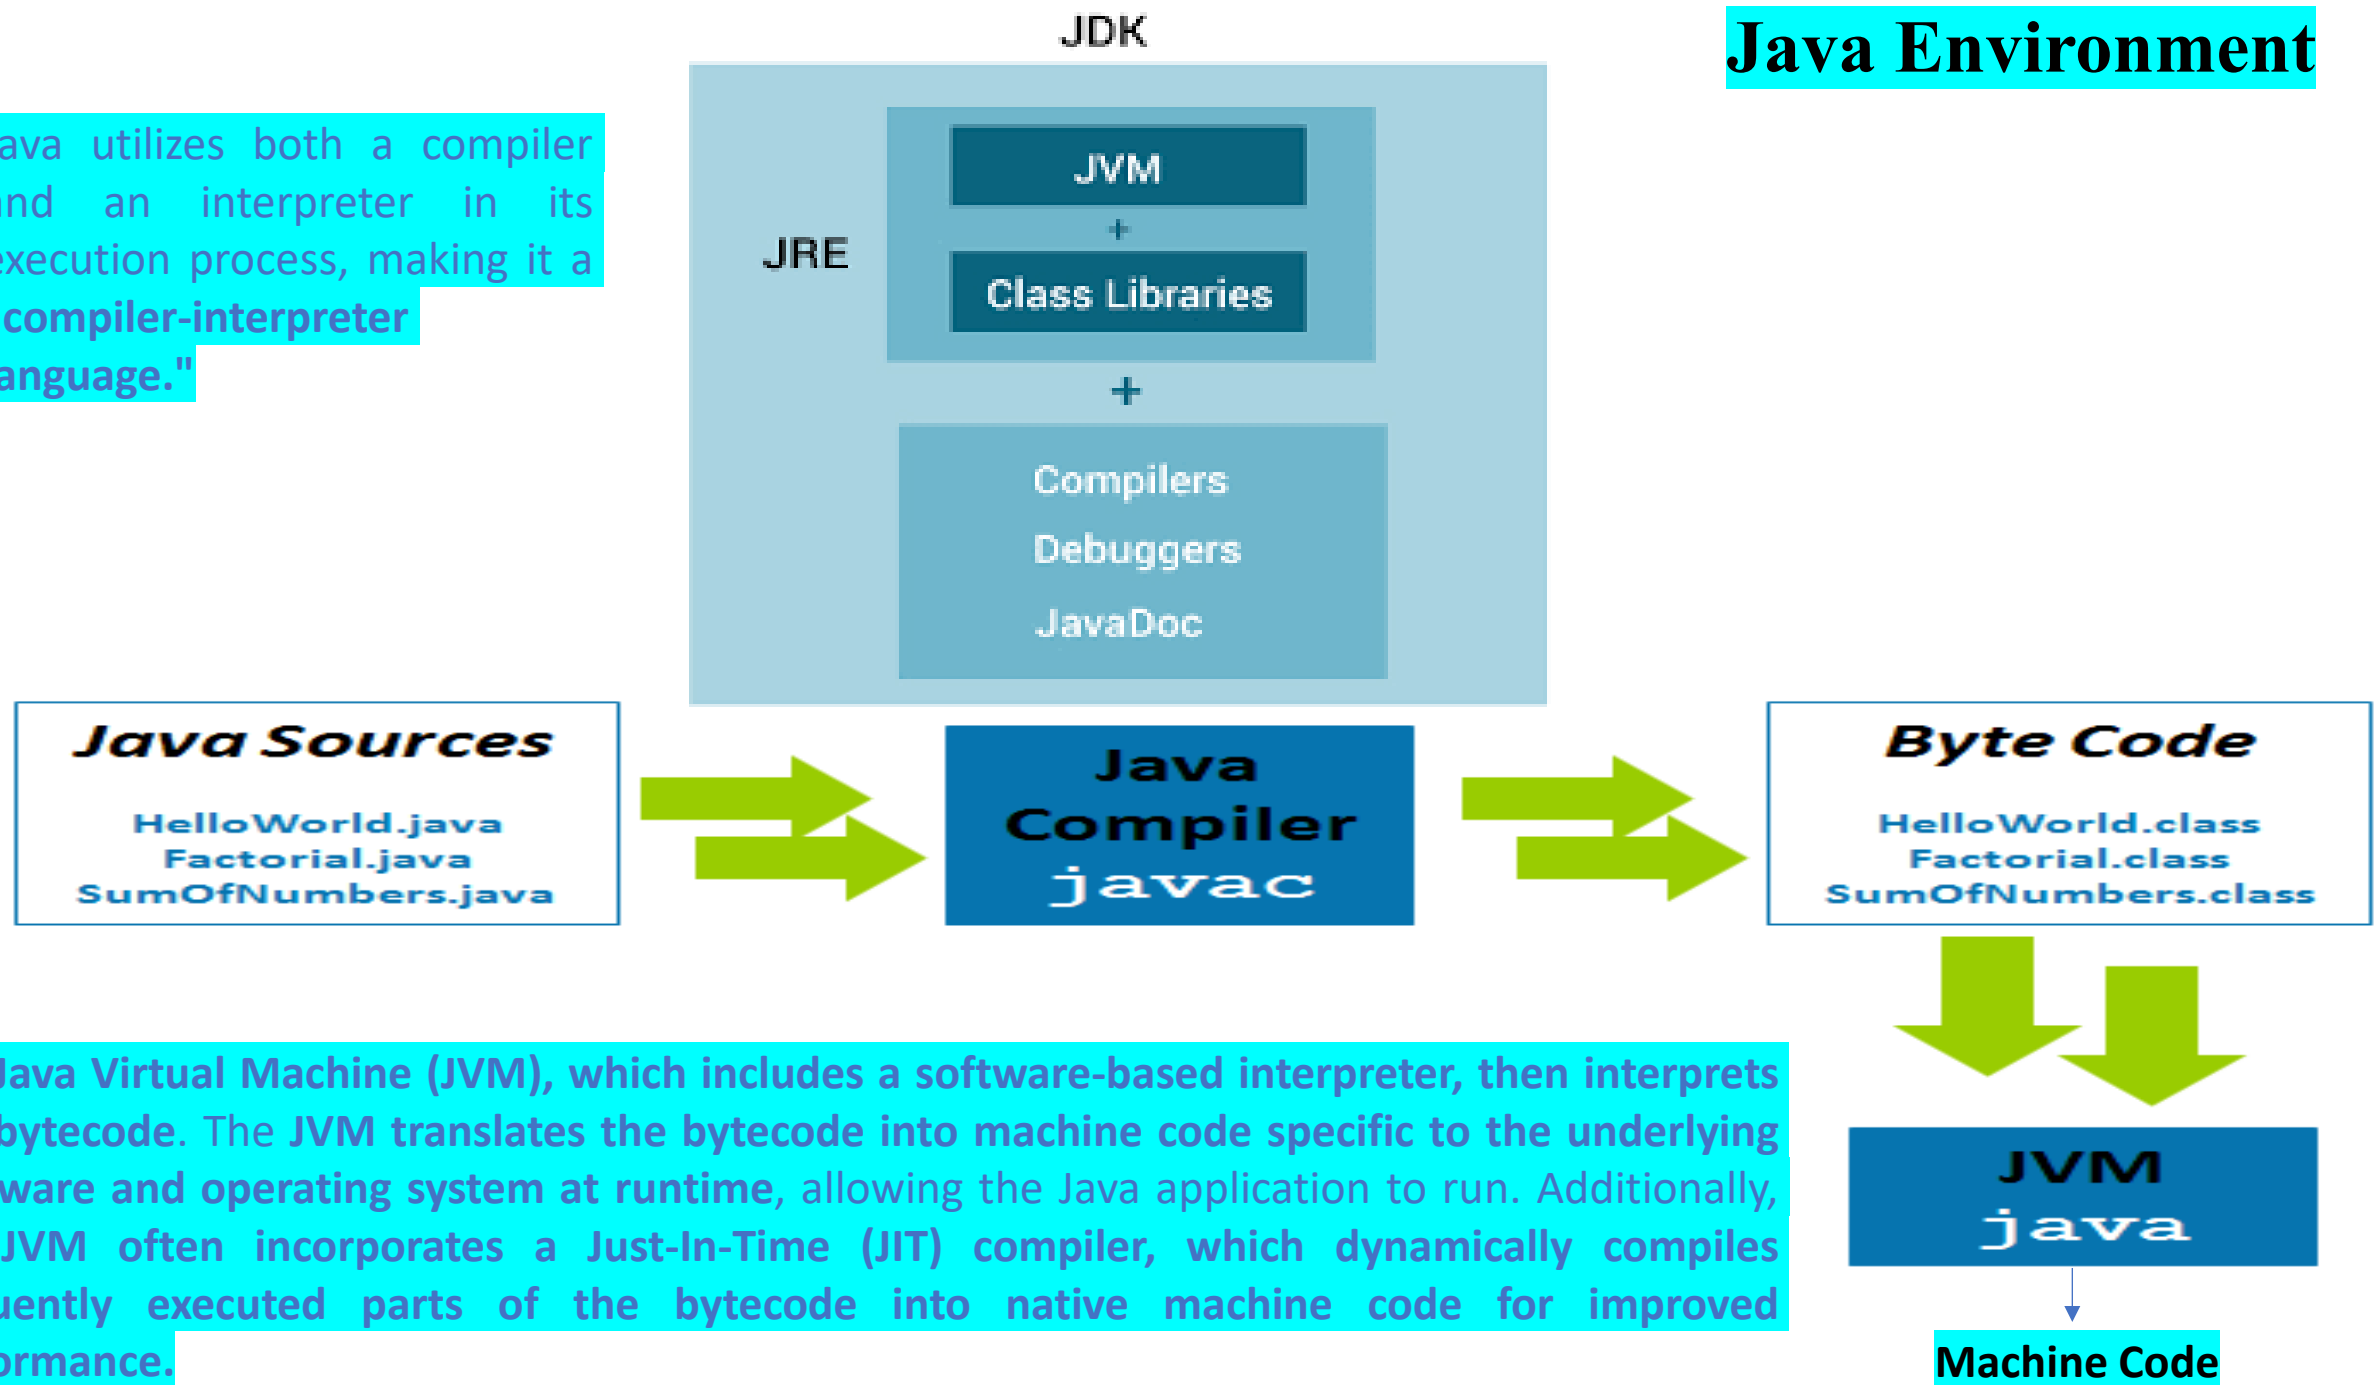 JDK
Java Environment
ava utilizes both a compiler
and an interpreter in its
execution process, making it a
compiler-interpreter
language."
JVM
+
JRE
Class Libraries
+
Compilers
Debuggers
JavaDoc
Java Sources
HelloWorld.java
Factorial.java
SumOfNumbers.java
Java
Compiler
javac
Byte Code
HelloWorld.class
Factorial.class
SumOfNumbers.class
Java Virtual Machine (JVM), which includes a software-based interpreter, then interprets
bytecode. The JVM translates the bytecode into machine code specific to the underlying
ware and operating system at runtime, allowing the Java application to run. Additionally,
JVM often incorporates a Just-In-Time (JIT) compiler, which dynamically compiles
uently executed parts of the bytecode into native machine code for improved
ormance.
JVM
java
Machine Code